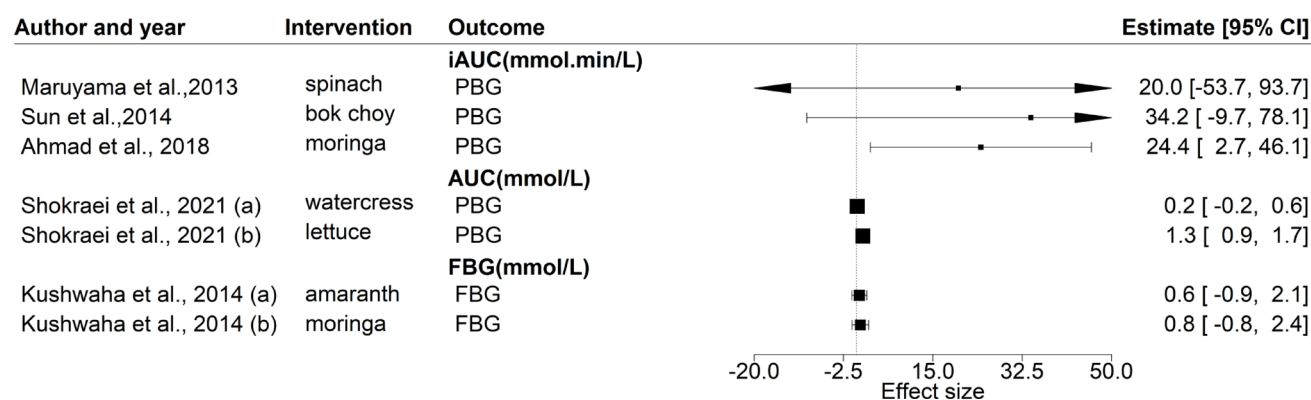 Author and year Intervention Outcome Estimate [95% CI]
iAUC(mmol.min/L)
Maruyama et al.,2013 spinach PBG 20.0 [-53.7, 93.7]
Sun et al.,2014 bok choy PBG 34.2 [ -9.7, 78.1]
Ahmad et al., 2018 moringa PBG 24.4 [ 2.7, 46.1]
AUC(mmol/L)
Shokraei et al., 2021 (a) watercress PBG 0.2 [ -0.2, 0.6]
Shokraei et al., 2021 (b) lettuce PBG 1.3 [ 0.9, 1.7]
FBG(mmol/L)
Kushwaha et al., 2014 (a) amaranth FBG 0.6 [ -0.9, 2.1]
Kushwaha et al., 2014 (b) moringa FBG 0.8 [ -0.8, 2.4]
-20.0 -2.5 15.0 32.5 50.0
Effect size